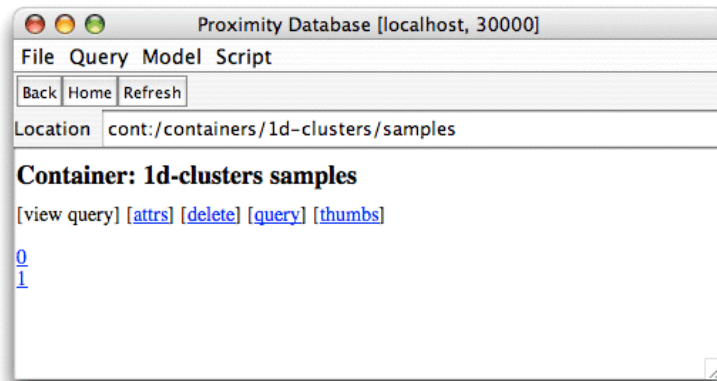 Proximity Database [localhost, 30000]
File Query Model Script
Back Home Refresh
Location cont:/containers/1d-clusters/samples
Container: 1d-clusters samples
[view query] [attrs] [delete] [query] [thumbs]
0
1